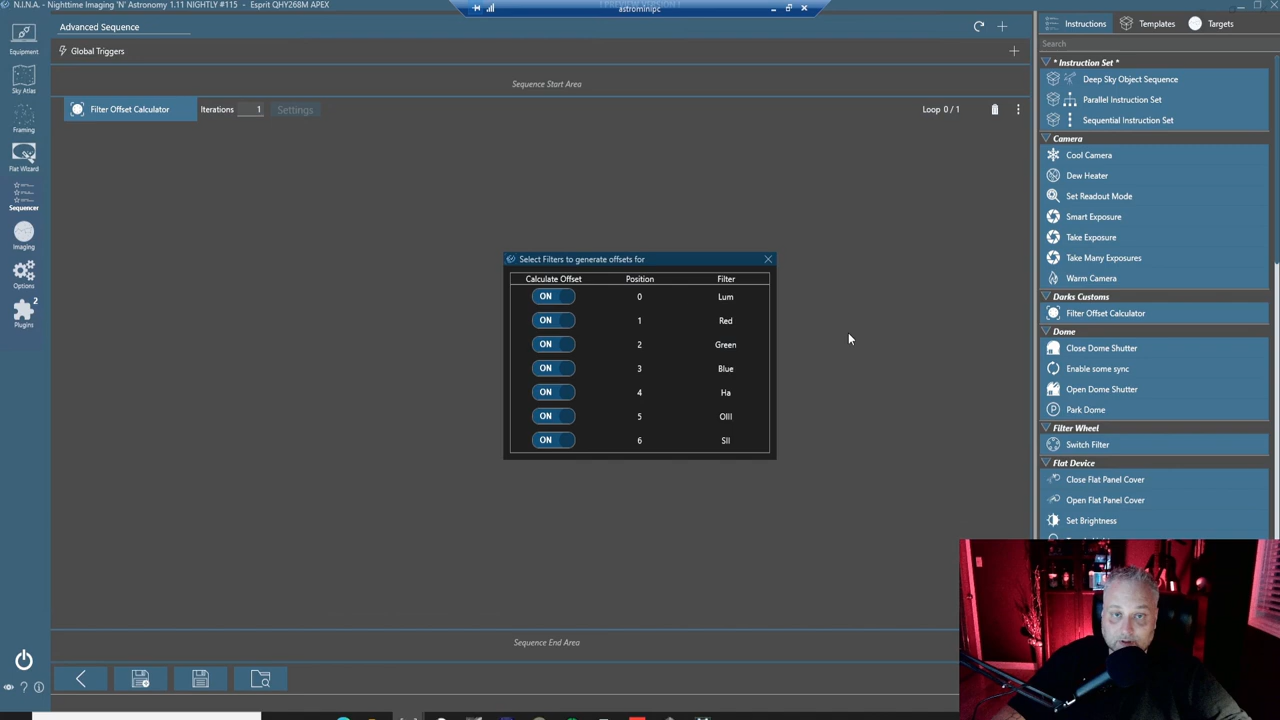 N.I.N.A. - Nighttime Imaging 'N' Astronomy 1.11 NIGHTLY #115 - Esprit QHY268M APEX
astrominipc
Advanced Sequence
Global Triggers
Sequence Start Area
Filter Offset Calculator Iterations 1 Settings Loop 0 / 1
Equipment
Sky Atlas
Framing
Flat Wizard
Sequencer
Imaging
Options
2
Plugins
Select Filters to generate offsets for
Calculate Offset Position Filter
ON 0 Lum
ON 1 Red
ON 2 Green
ON 3 Blue
ON 4 Ha
ON 5 OIII
ON 6 SII
Sequence End Area
Instructions Templates Targets
Search
* Instruction Set *
Deep Sky Object Sequence
Parallel Instruction Set
Sequential Instruction Set
Camera
Cool Camera
Dew Heater
Set Readout Mode
Smart Exposure
Take Exposure
Take Many Exposures
Warm Camera
Darks Customs
Filter Offset Calculator
Dome
Close Dome Shutter
Enable some sync
Open Dome Shutter
Park Dome
Filter Wheel
Switch Filter
Flat Device
Close Flat Panel Cover
Open Flat Panel Cover
Set Brightness